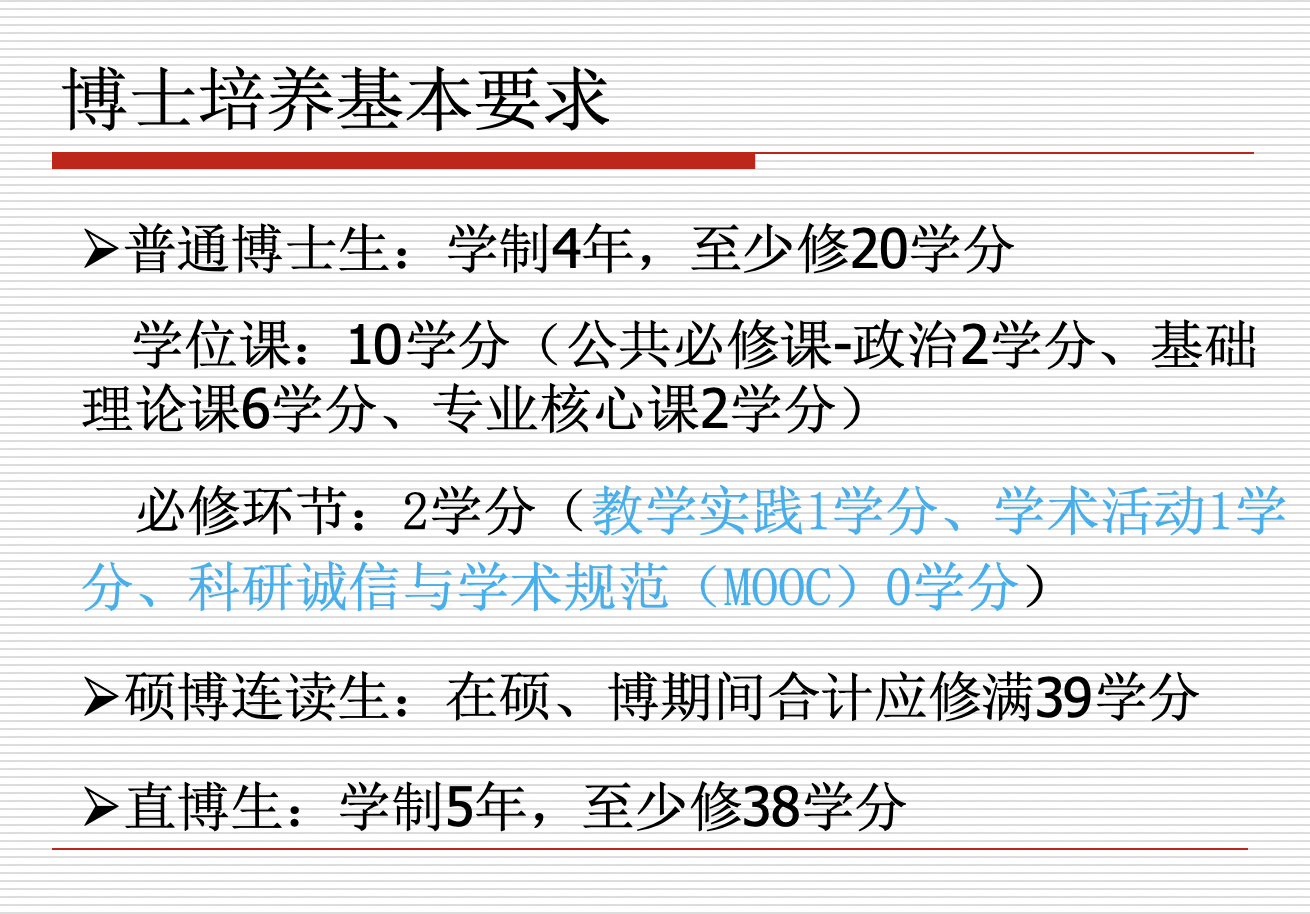 博士培养基本要求
➢普通博士生：学制4年，至少修20学分
学位课：10学分（公共必修课-政治2学分、基础
理论课6学分、专业核心课2学分）
必修环节：2学分（教学实践1学分、学术活动1学
分、科研诚信与学术规范（MOOC）0学分）
➢硕博连读生：在硕、博期间合计应修满39学分
➢直博生：学制5年，至少修38学分